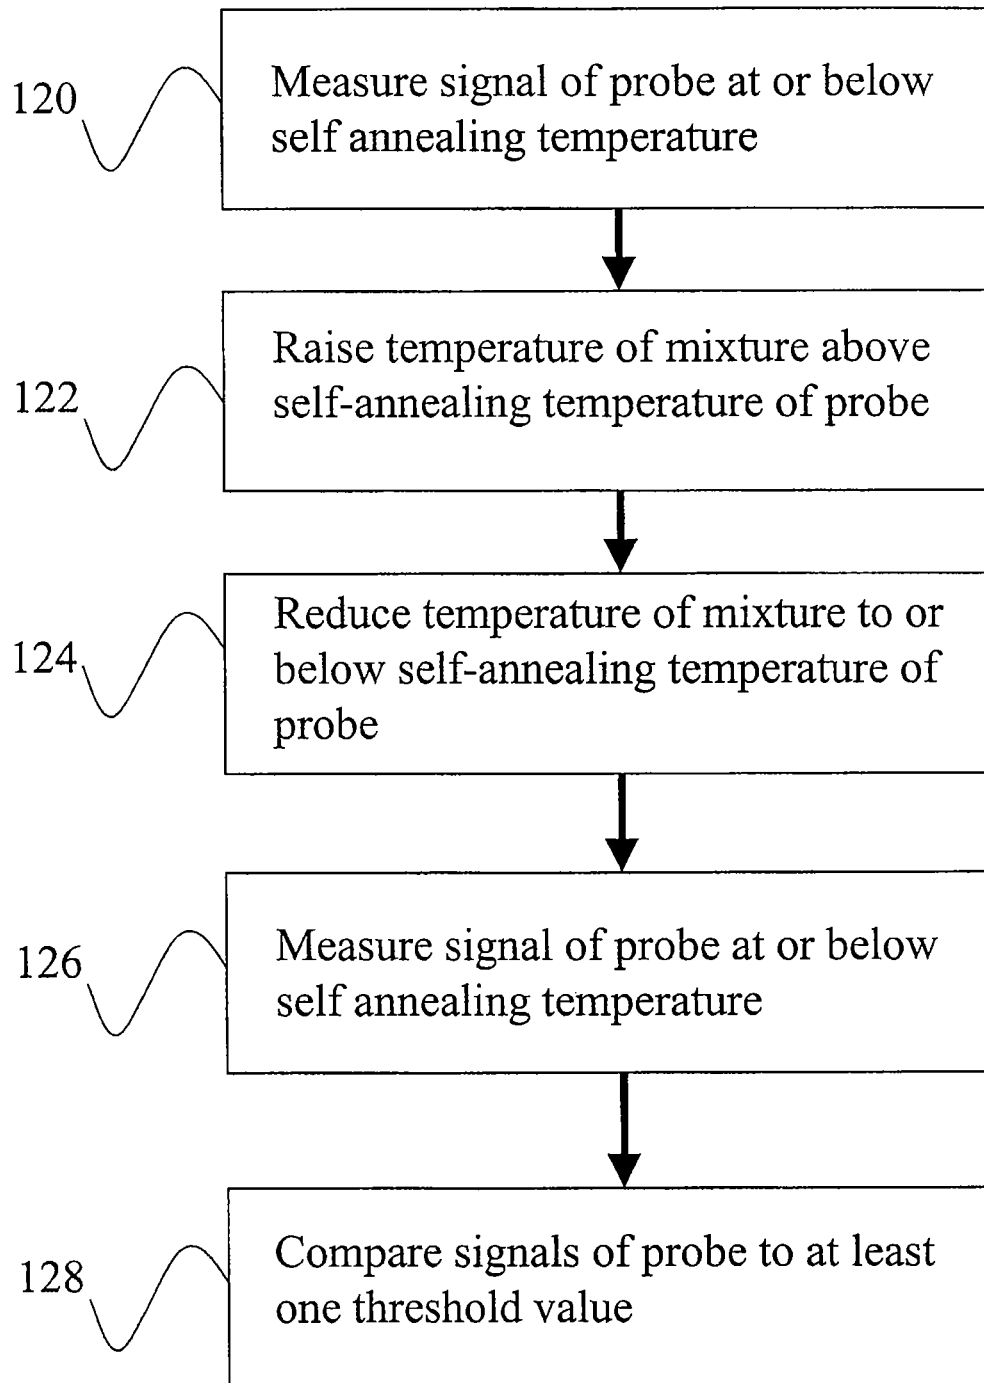 120
Measure signal of probe at or below
self annealing temperature
122
Raise temperature of mixture above
self-annealing temperature of probe
124
Reduce temperature of mixture to or
below self-annealing temperature of
probe
126
Measure signal of probe at or below
self annealing temperature
128
Compare signals of probe to at least
one threshold value